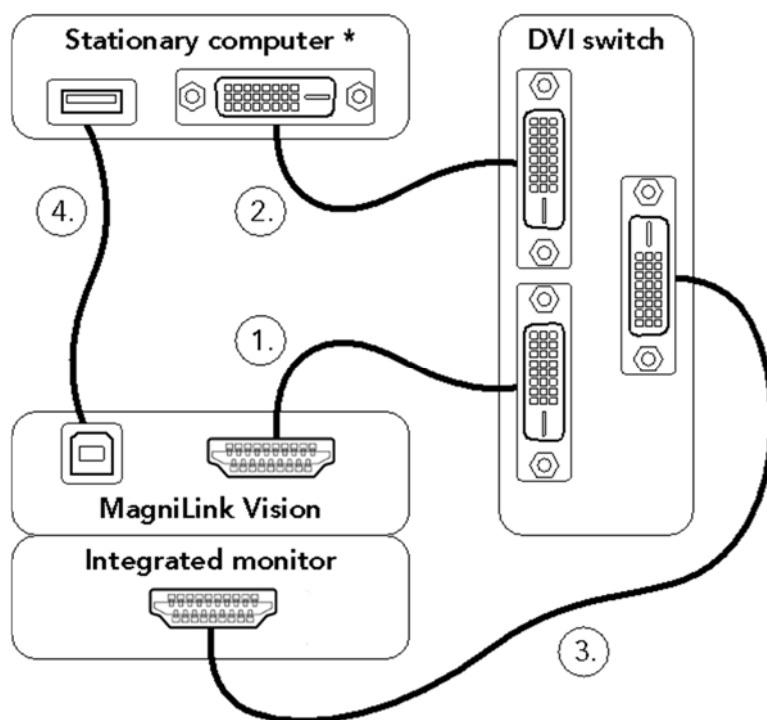 Stationary computer *
DVI switch
4.
2.
1.
MagniLink Vision
Integrated monitor
3.